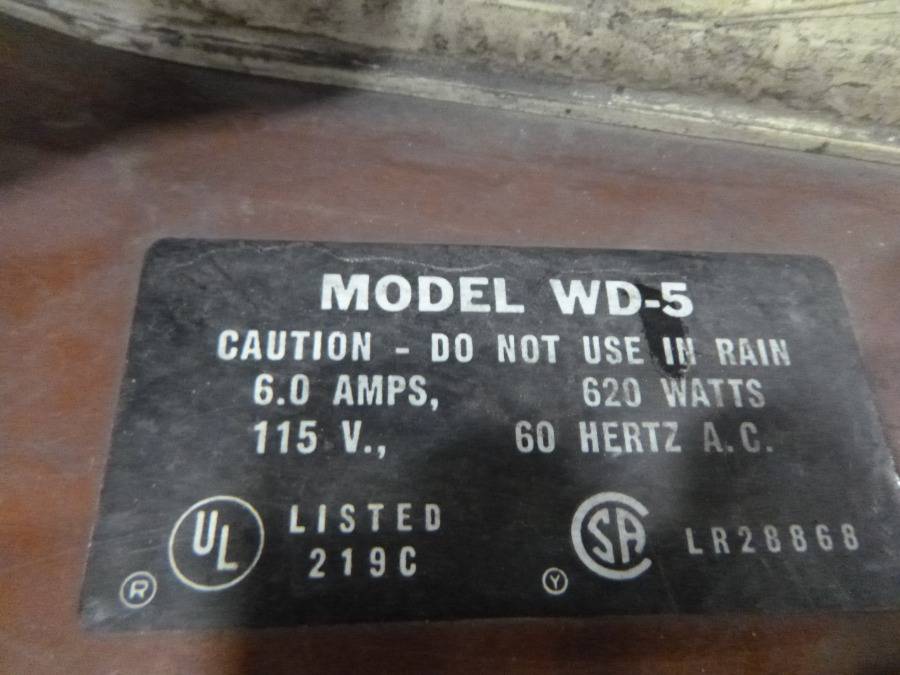 MODEL WD-5
CAUTION - DO NOT USE IN RAIN
6.0 AMPS, 620 WATTS
115 V., 60 HERTZ A.C.
UL LISTED
219C
® CSA LR28868
Ⓨ